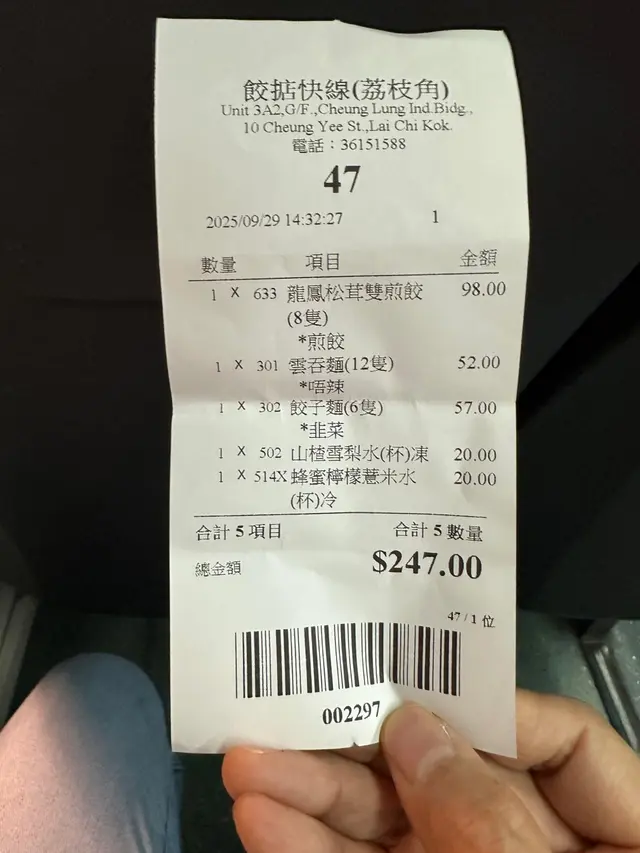 餃掂快線(荔枝角)
Unit 3A2,G/F.,Cheung Lung Ind.Bidg.,
10 Cheung Yee St.,Lai Chi Kok.
電話：36151588
47
2025/09/29 14:32:27 1
數量 項目 金額
1 X 633 龍鳳松茸雙煎餃 98.00
(8隻)
*煎餃
1 X 301 雲吞麵(12隻) 52.00
*唔辣
1 X 302 餃子麵(6隻) 57.00
*韭菜
1 X 502 山楂雪梨水(杯)凍 20.00
1 X 514X 蜂蜜檸檬薏米水 20.00
(杯)冷
合計 5 項目 合計 5 數量
總金額 $247.00
47 / 1 位
002297